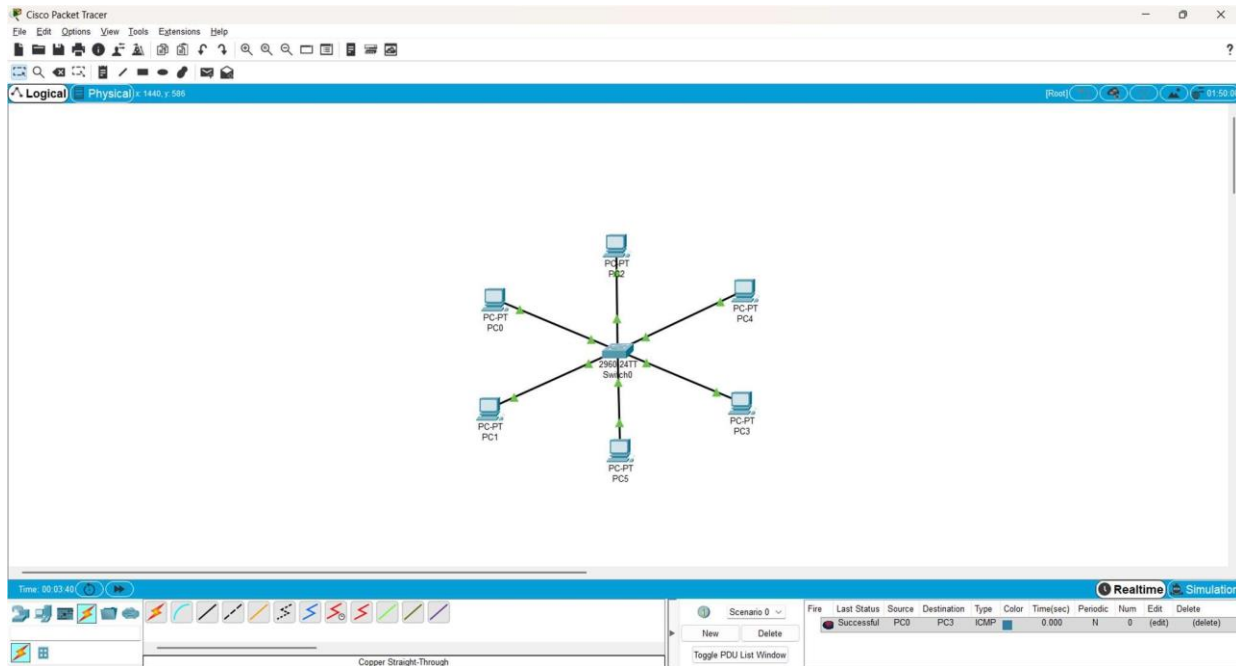 Cisco Packet Tracer
File Edit Options View Tools Extensions Help
?
Logical Physical x: 1440, y: 586 [Root] 01:50:00
PC-PT
PC2
PC-PT
PC0
PC-PT
PC4
2960-24TT
Switch0
PC-PT
PC1
PC-PT
PC3
PC-PT
PC5
Time: 00:03:40 Realtime Simulation
Scenario 0
New Delete
Toggle PDU List Window
Fire Last Status Source Destination Type Color Time(sec) Periodic Num Edit Delete
Successful PC0 PC3 ICMP 0.000 N 0 (edit) (delete)
Copper Straight-Through